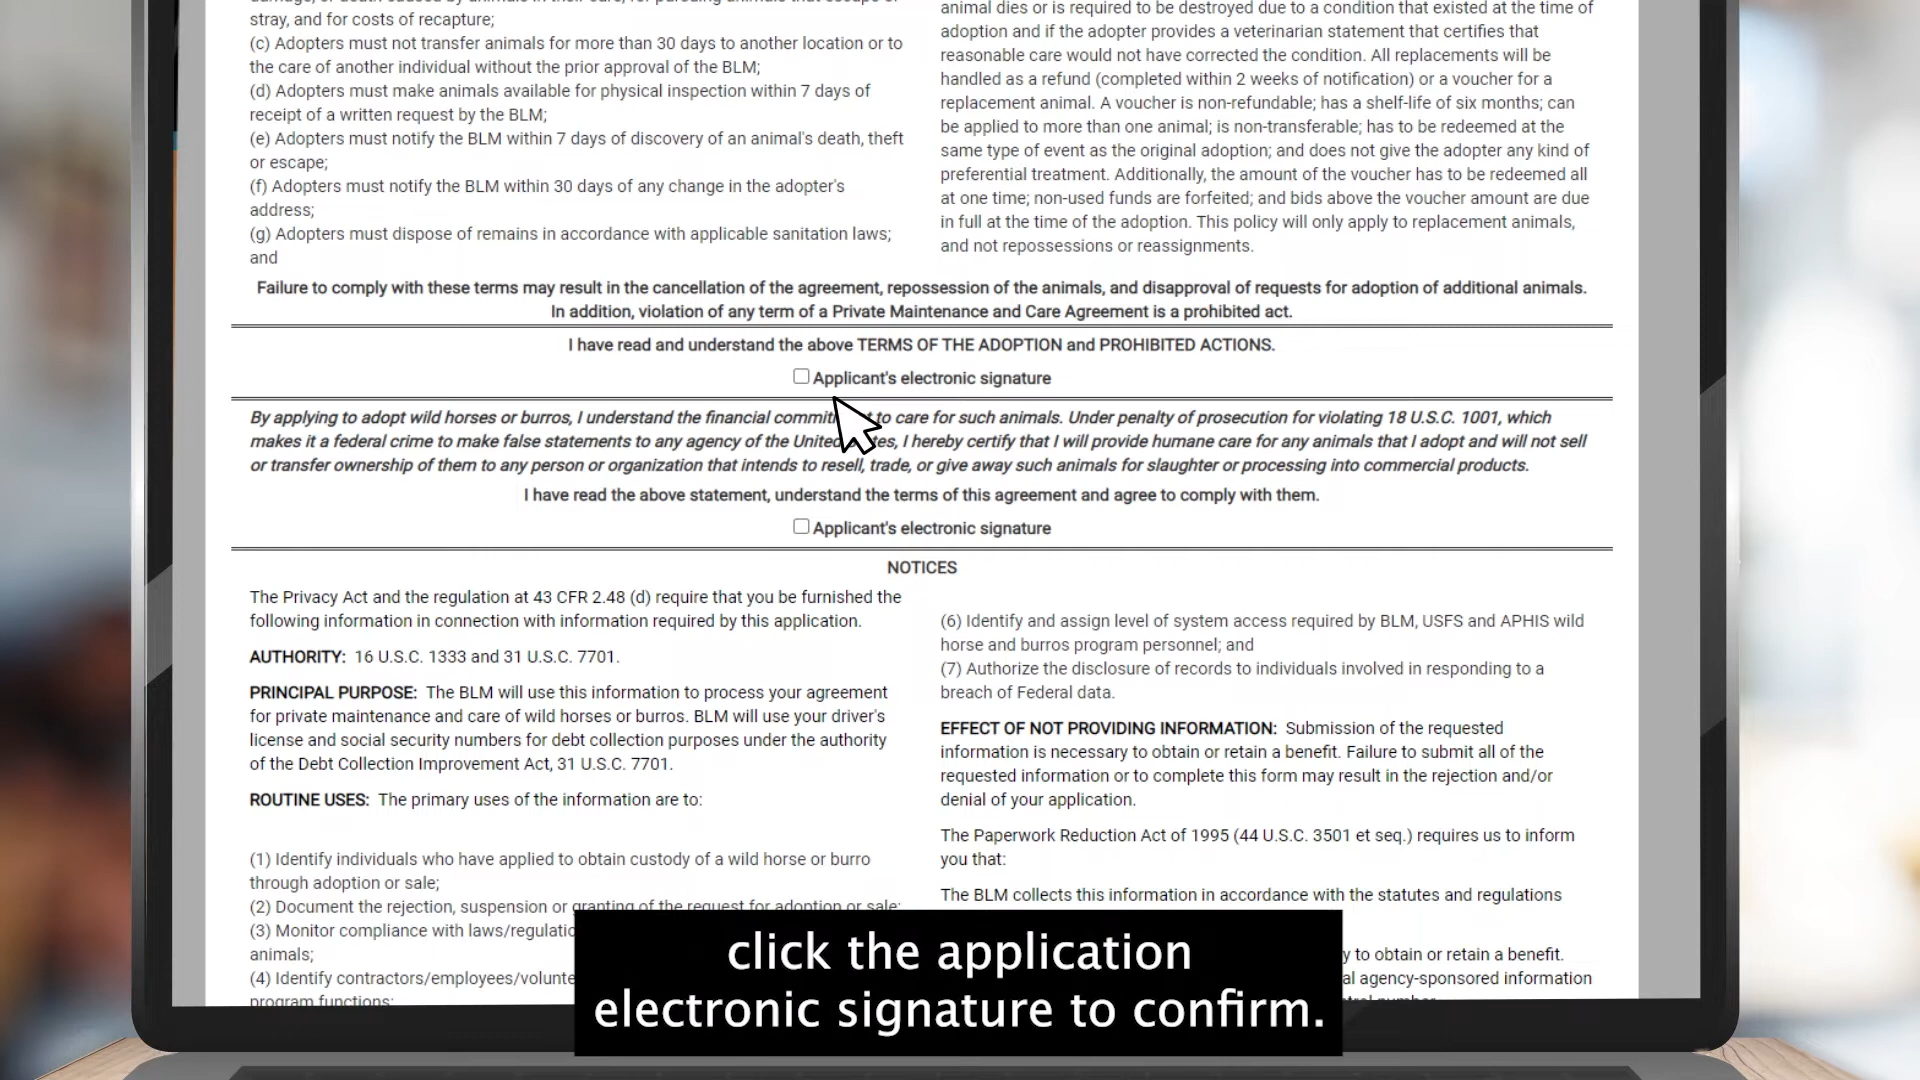 stray, and for costs of recapture;
(c) Adopters must not transfer animals for more than 30 days to another location or to
the care of another individual without the prior approval of the BLM;
(d) Adopters must make animals available for physical inspection within 7 days of
receipt of a written request by the BLM;
(e) Adopters must notify the BLM within 7 days of discovery of an animal's death, theft
or escape;
(f) Adopters must notify the BLM within 30 days of any change in the adopter's
address;
(g) Adopters must dispose of remains in accordance with applicable sanitation laws;
and
animal dies or is required to be destroyed due to a condition that existed at the time of
adoption and if the adopter provides a veterinarian statement that certifies that
reasonable care would not have corrected the condition. All replacements will be
handled as a refund (completed within 2 weeks of notification) or a voucher for a
replacement animal. A voucher is non-refundable; has a shelf-life of six months; can
be applied to more than one animal; is non-transferable; has to be redeemed at the
same type of event as the original adoption; and does not give the adopter any kind of
preferential treatment. Additionally, the amount of the voucher has to be redeemed all
at one time; non-used funds are forfeited; and bids above the voucher amount are due
in full at the time of the adoption. This policy will only apply to replacement animals,
and not repossessions or reassignments.
Failure to comply with these terms may result in the cancellation of the agreement, repossession of the animals, and disapproval of requests for adoption of additional animals.
In addition, violation of any term of a Private Maintenance and Care Agreement is a prohibited act.
I have read and understand the above TERMS OF THE ADOPTION and PROHIBITED ACTIONS.
Applicant's electronic signature
By applying to adopt wild horses or burros, I understand the financial to care for such animals. Under penalty of prosecution for violating 18 U.S.C. 1001, which
makes it a federal crime to make false statements to any agency of the United I hereby certify that I will provide humane care for any animals that I adopt and will not sell
or transfer ownership of them to any person or organization that intends to resell, trade, or give away such animals for slaughter or processing into commercial products.
I have read the above statement, understand the terms of this agreement and agree to comply with them.
Applicant's electronic signature
NOTICES
The Privacy Act and the regulation at 43 CFR 2.48 (d) require that you be furnished the
following information in connection with information required by this application.
AUTHORITY: 16 U.S.C. 1333 and 31 U.S.C. 7701.
PRINCIPAL PURPOSE: The BLM will use this information to process your agreement
for private maintenance and care of wild horses or burros. BLM will use your driver's
license and social security numbers for debt collection purposes under the authority
of the Debt Collection Improvement Act, 31 U.S.C. 7701.
ROUTINE USES: The primary uses of the information are to:
(1) Identify individuals who have applied to obtain custody of a wild horse or burro
through adoption or sale;
(2) Document the rejection, suspension or granting of the request for adoption or sale;
(3) Monitor compliance with
animals;
(4) Identify
program functions;
(6) Identify and assign level of system access required by BLM, USFS and APHIS wild
horse and burros program personnel; and
(7) Authorize the disclosure of records to individuals involved in responding to a
breach of Federal data.
EFFECT OF NOT PROVIDING INFORMATION: Submission of the requested
information is necessary to obtain or retain a benefit. Failure to submit all of the
requested information or to complete this form may result in the rejection and/or
denial of your application.
The Paperwork Reduction Act of 1995 (44 U.S.C. 3501 et seq.) requires us to inform
you that:
The BLM collects this information in accordance with the statutes and regulations
to obtain or retain a benefit.
agency-sponsored information
click the application
electronic signature to confirm.